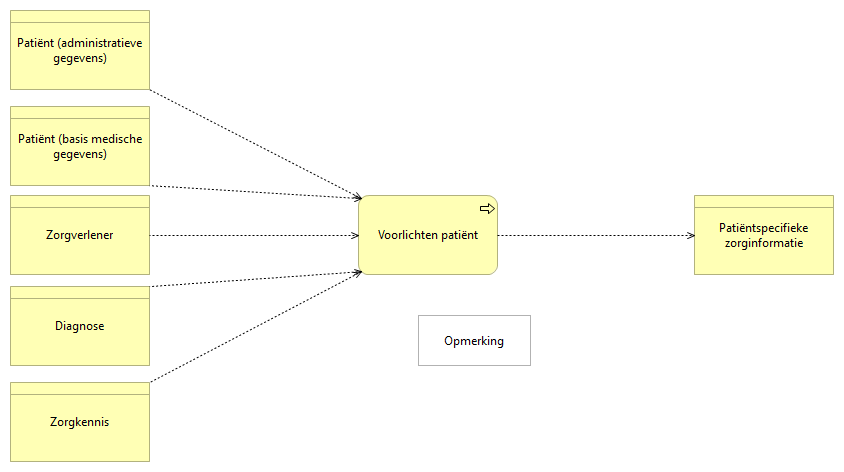 Patiënt (administratieve
gegevens)
Patiënt (basis medische
gegevens)
Zorgverlener
Diagnose
Zorgkennis
Voorlichten patiënt
Opmerking
Patiëntspecifieke
zorginformatie